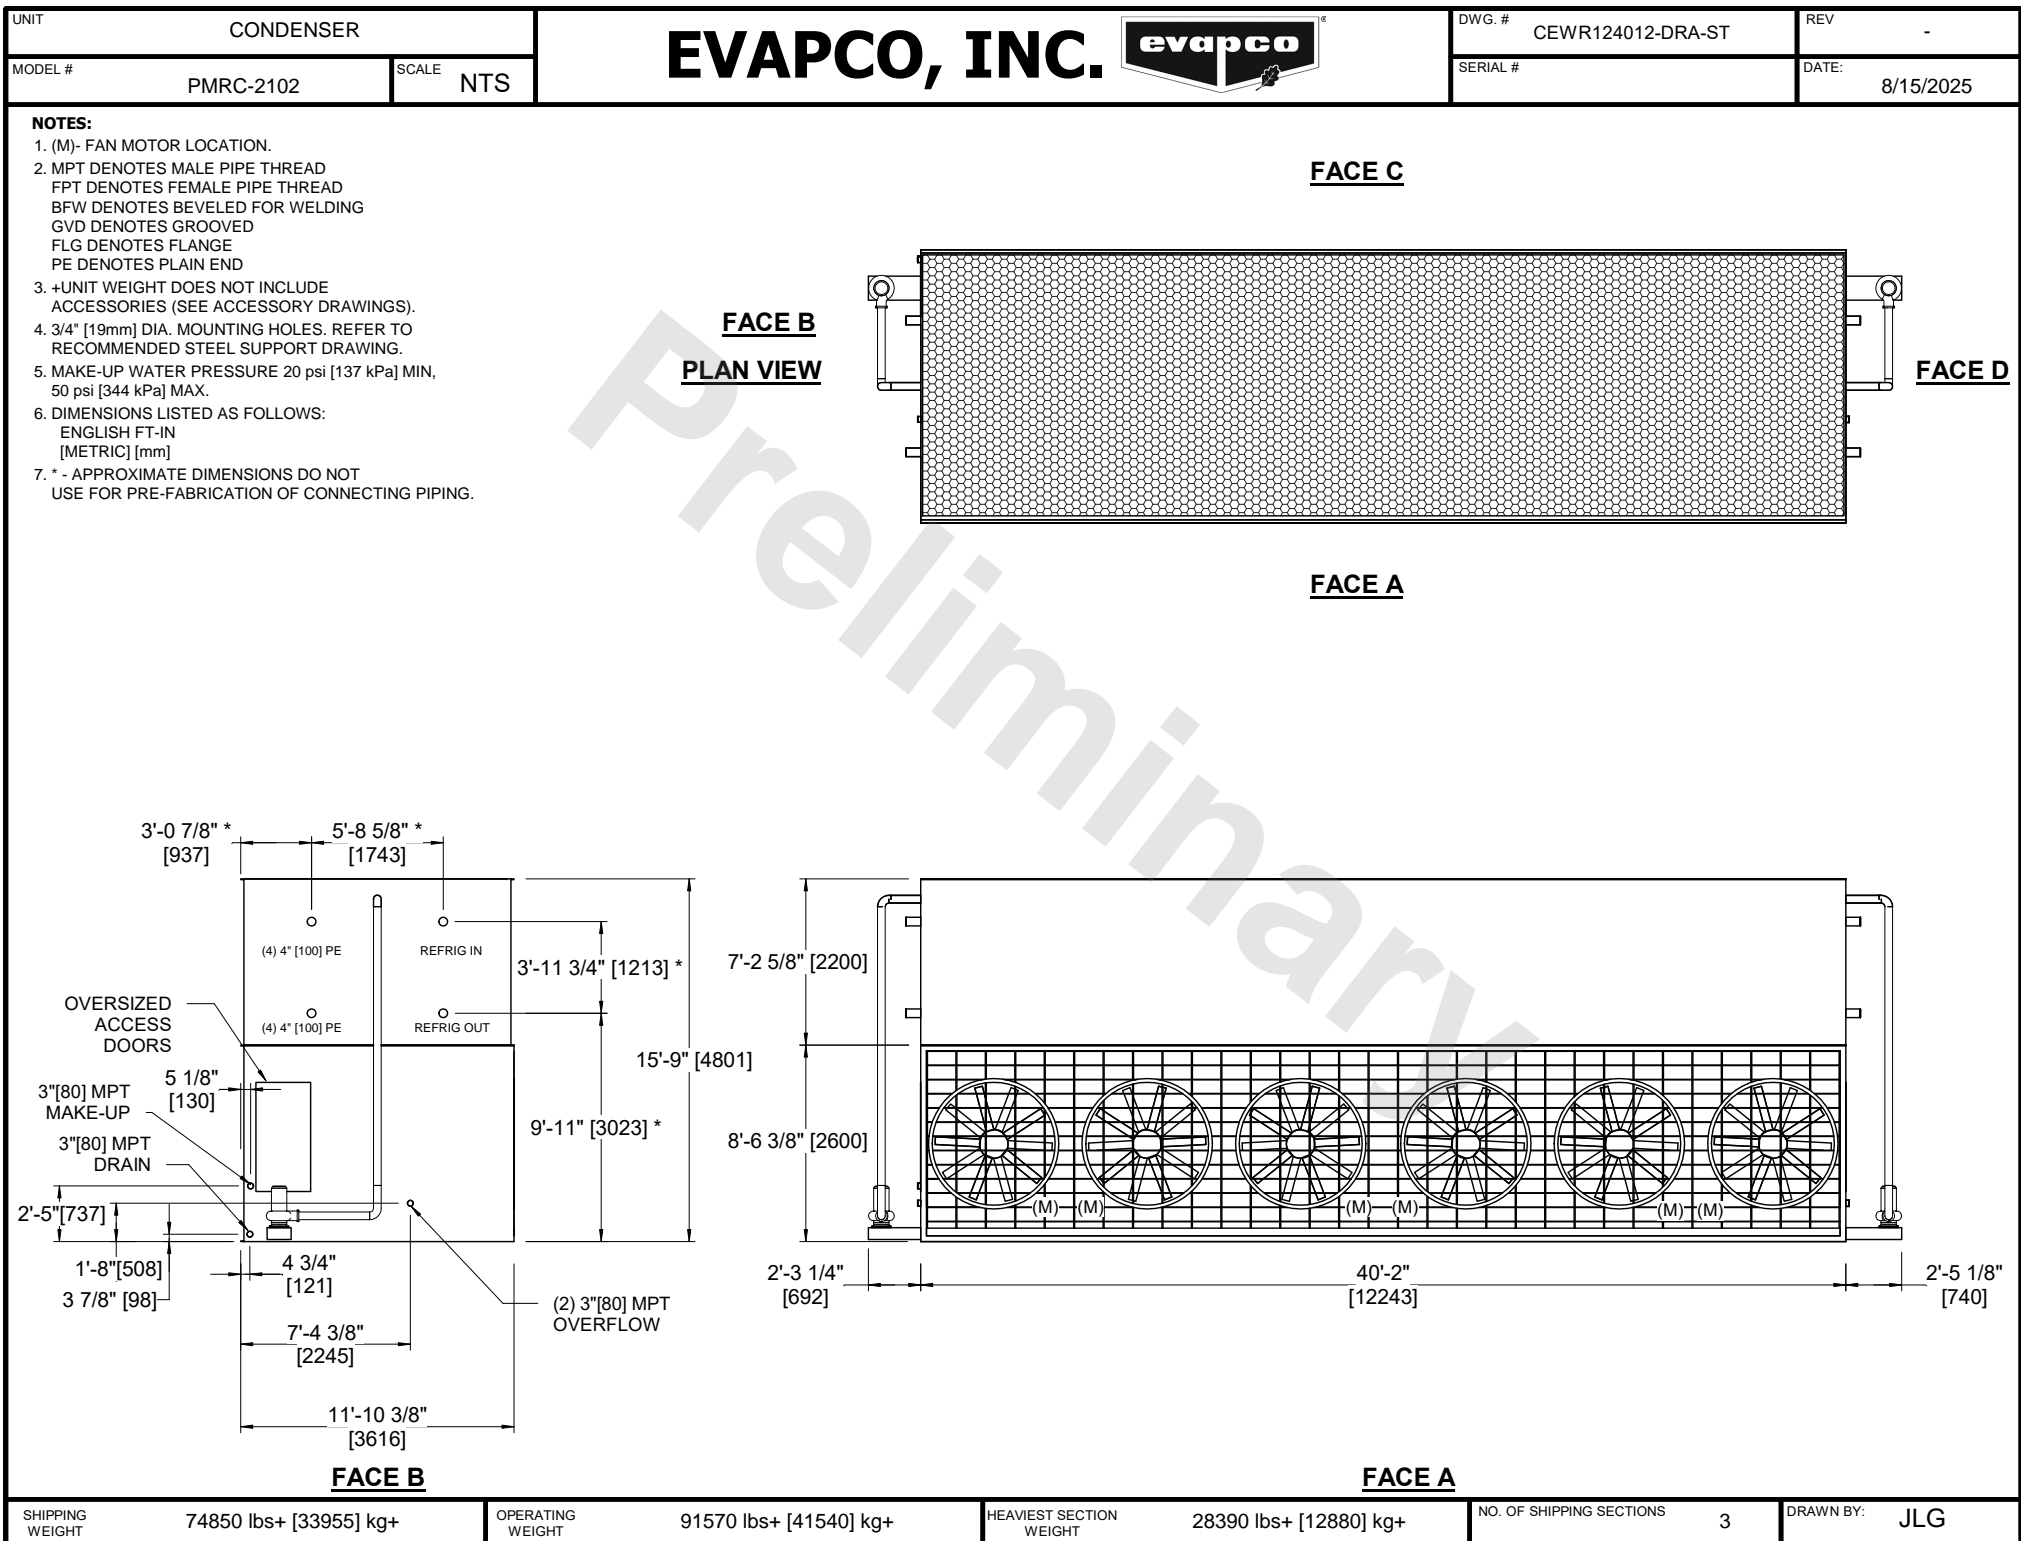 UNIT
CONDENSER
MODEL #
PMRC-2102
SCALE
NTS
EVAPCO, INC.
evapco
®
DWG. #
CEWR124012-DRA-ST
REV
-
SERIAL #
DATE:
8/15/2025
NOTES:
1. (M)- FAN MOTOR LOCATION.
2. MPT DENOTES MALE PIPE THREAD
FPT DENOTES FEMALE PIPE THREAD
BFW DENOTES BEVELED FOR WELDING
GVD DENOTES GROOVED
FLG DENOTES FLANGE
PE DENOTES PLAIN END
3. +UNIT WEIGHT DOES NOT INCLUDE
ACCESSORIES (SEE ACCESSORY DRAWINGS).
4. 3/4" [19mm] DIA. MOUNTING HOLES. REFER TO
RECOMMENDED STEEL SUPPORT DRAWING.
5. MAKE-UP WATER PRESSURE 20 psi [137 kPa] MIN,
50 psi [344 kPa] MAX.
6. DIMENSIONS LISTED AS FOLLOWS:
ENGLISH FT-IN
[METRIC] [mm]
7. * - APPROXIMATE DIMENSIONS DO NOT
USE FOR PRE-FABRICATION OF CONNECTING PIPING.
FACE C
FACE B
PLAN VIEW
FACE D
FACE A
Preliminary
3'-0 7/8" *
[937]
5'-8 5/8" *
[1743]
(4) 4" [100] PE
REFRIG IN
3'-11 3/4" [1213] *
(4) 4" [100] PE
REFRIG OUT
OVERSIZED
ACCESS
DOORS
15'-9" [4801]
5 1/8"
[130]
3"[80] MPT
MAKE-UP
3"[80] MPT
DRAIN
9'-11" [3023] *
2'-5"[737]
1'-8"[508]
3 7/8" [98]
4 3/4"
[121]
(2) 3"[80] MPT
OVERFLOW
7'-4 3/8"
[2245]
11'-10 3/8"
[3616]
FACE B
7'-2 5/8" [2200]
8'-6 3/8" [2600]
(M) (M) (M) (M) (M) (M)
2'-3 1/4"
[692]
40'-2"
[12243]
2'-5 1/8"
[740]
FACE A
SHIPPING
WEIGHT
74850 lbs+ [33955] kg+
OPERATING
WEIGHT
91570 lbs+ [41540] kg+
HEAVIEST SECTION
WEIGHT
28390 lbs+ [12880] kg+
NO. OF SHIPPING SECTIONS
3
DRAWN BY:
JLG